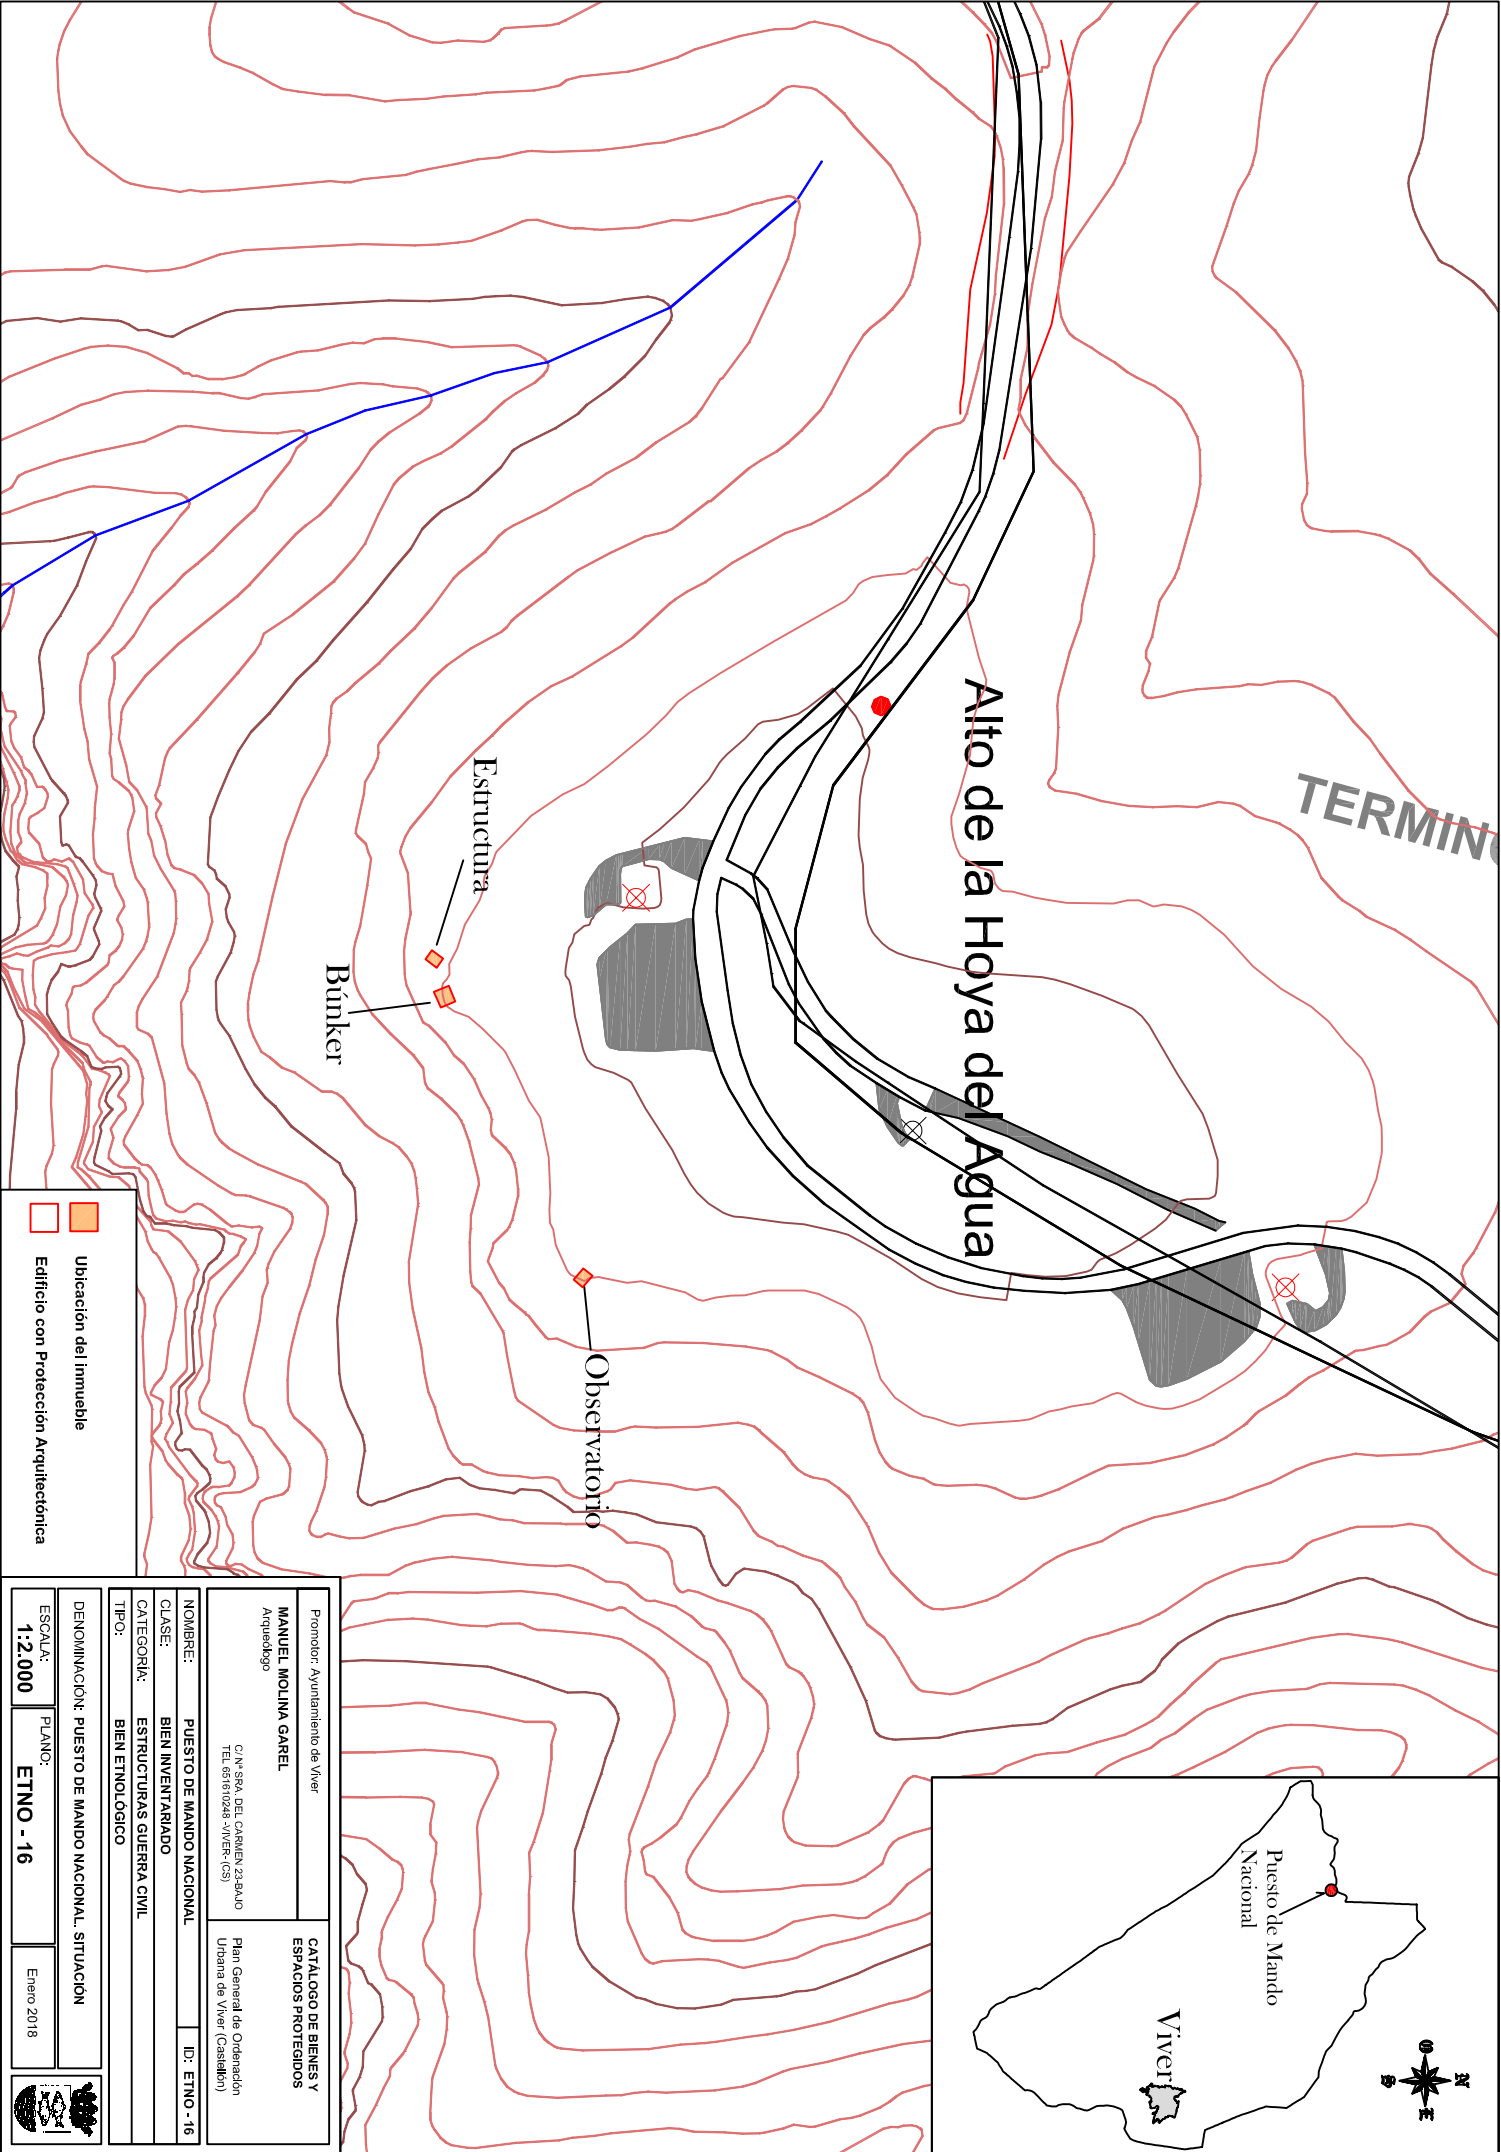 TERMIN
Alto de la Hoya del Agua
Estructura
Búnker
Observatorio
Puesto de Mando
Nacional
Viver
N
O
E
S
Ubicación del inmueble
Edificio con Protección Arquitectónica
Promotor: Ayuntamiento de Viver
MANUEL MOLINA GAREL
Arqueólogo
C/ Nª SRA. DEL CARMEN 23-BAJO
TEL 651610248 -VIVER- (CS)
CATÁLOGO DE BIENES Y
ESPACIOS PROTEGIDOS
Plan General de Ordenación
Urbana de Viver (Castellón)
NOMBRE: PUESTO DE MANDO NACIONAL ID: ETNO - 16
CLASE: BIEN INVENTARIADO
CATEGORÍA: ESTRUCTURAS GUERRA CIVIL
TIPO: BIEN ETNOLÓGICO
DENOMINACIÓN: PUESTO DE MANDO NACIONAL. SITUACIÓN
ESCALA: PLANO:
1:2.000 ETNO - 16 Enero 2018